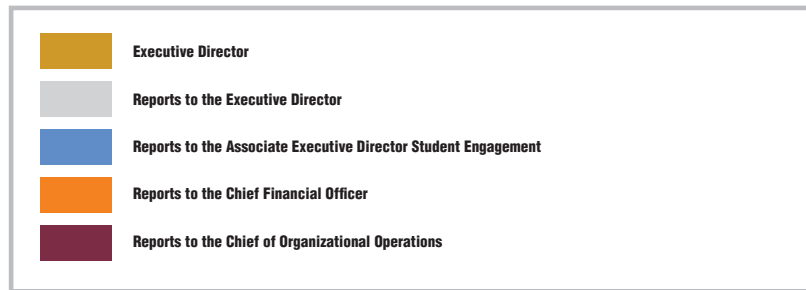 Executive Director
Reports to the Executive Director
Reports to the Associate Executive Director Student Engagement
Reports to the Chief Financial Officer
Reports to the Chief of Organizational Operations